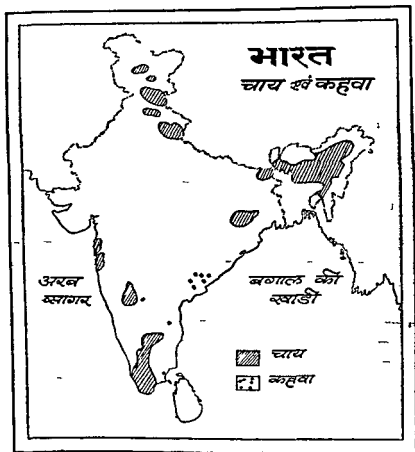 भारत
चाय एवं कहवा
अरब
सागर
बंगाल की
खाड़ी
चाय
कहवा